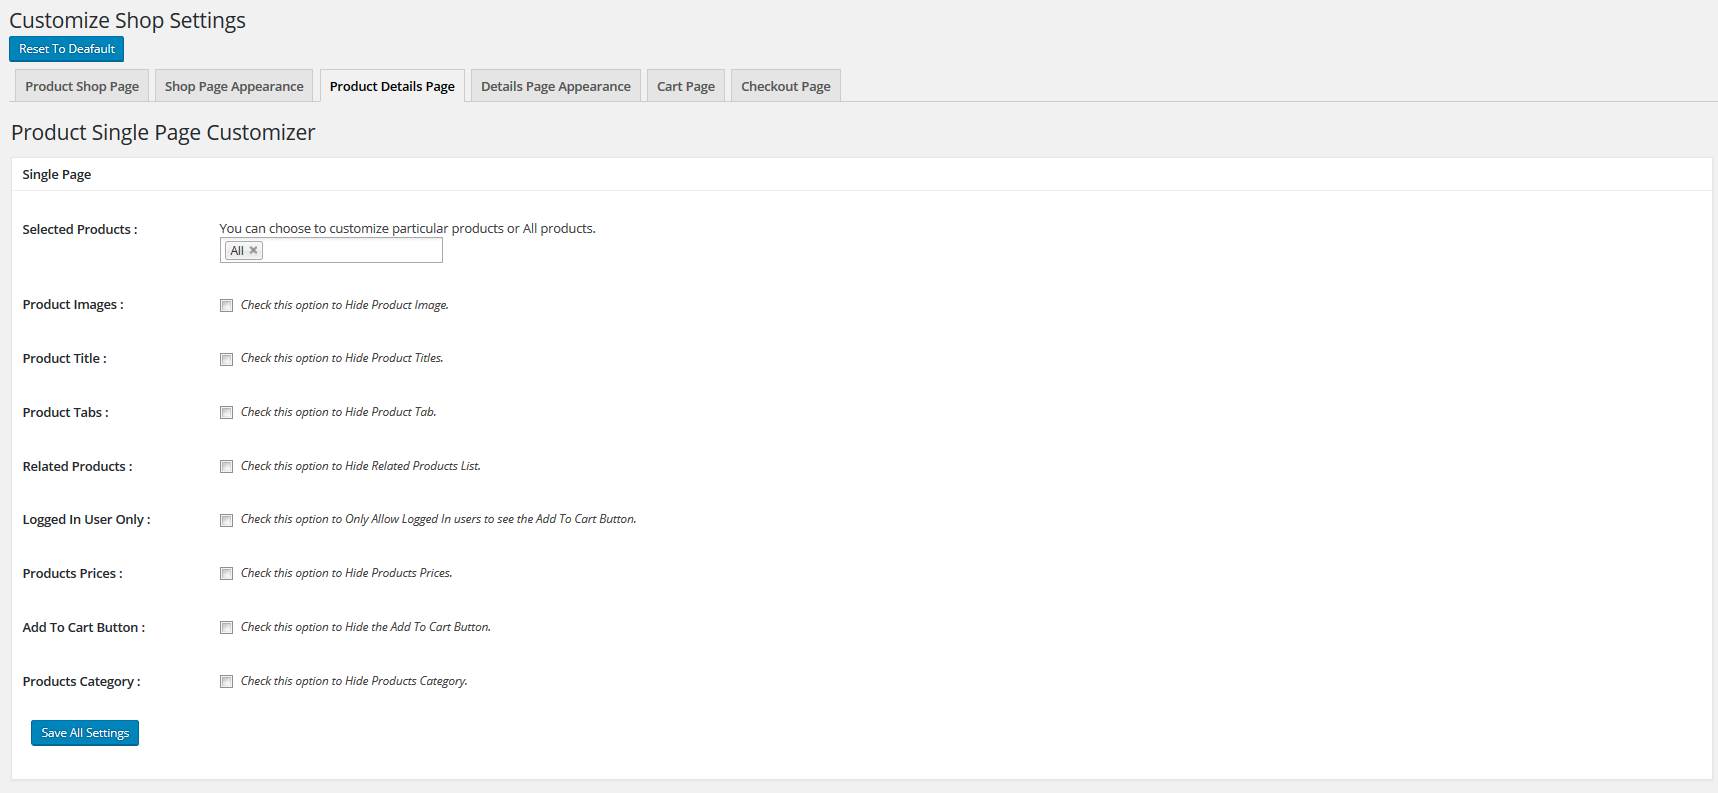 Customize Shop Settings
Reset To Deafault
Product Shop Page Shop Page Appearance Product Details Page Details Page Appearance Cart Page Checkout Page
Product Single Page Customizer
Single Page
Selected Products : You can choose to customize particular products or All products.
All ×
Product Images : Check this option to Hide Product Image.
Product Title : Check this option to Hide Product Titles.
Product Tabs : Check this option to Hide Product Tab.
Related Products : Check this option to Hide Related Products List.
Logged In User Only : Check this option to Only Allow Logged In users to see the Add To Cart Button.
Products Prices : Check this option to Hide Products Prices.
Add To Cart Button : Check this option to Hide the Add To Cart Button.
Products Category : Check this option to Hide Products Category.
Save All Settings